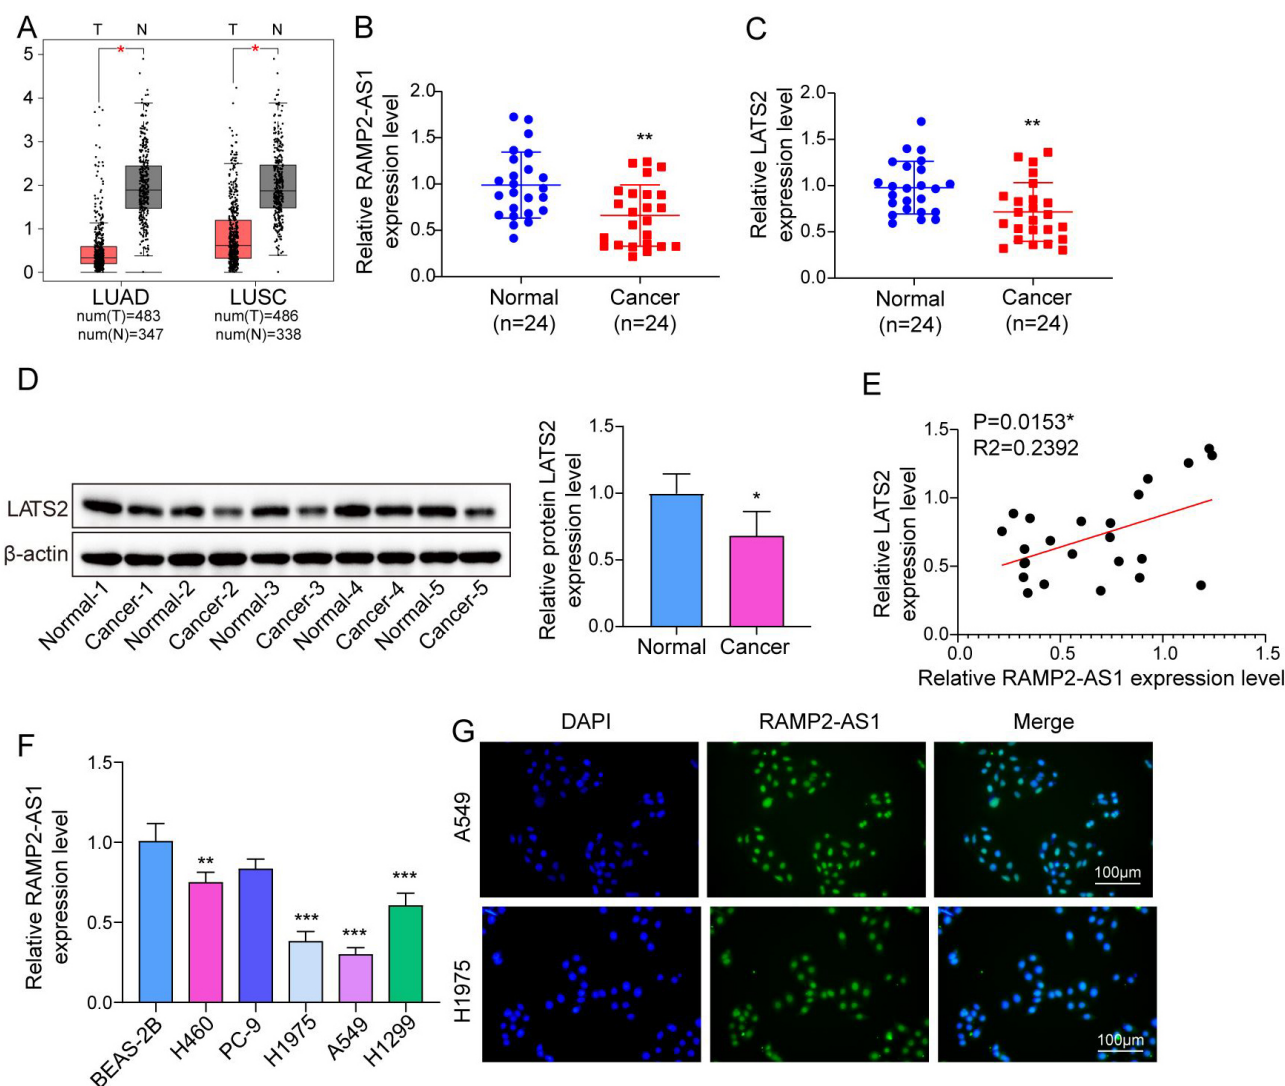 A
T N T N
* *
5
4
3
2
1
0
LUAD LUSC
num(T)=483 num(T)=486
num(N)=347 num(N)=338
B
Relative RAMP2-AS1
expression level
2.0
1.5
1.0
0.5
0.0
**
Normal Cancer
(n=24) (n=24)
C
Relative LATS2
expression level
2.0
1.5
1.0
0.5
0.0
**
Normal Cancer
(n=24) (n=24)
D
LATS2
β-actin
Normal-1
Cancer-1
Normal-2
Cancer-2
Normal-3
Cancer-3
Normal-4
Cancer-4
Normal-5
Cancer-5
Relative protein LATS2
expression level
1.5
1.0
0.5
0.0
*
Normal Cancer
E
P=0.0153*
R2=0.2392
Relative LATS2
expression level
1.5
1.0
0.5
0.0
0.0 0.5 1.0 1.5
Relative RAMP2-AS1 expression level
F
Relative RAMP2-AS1
expression level
1.5
1.0
0.5
0.0
** *** *** ***
BEAS-2B
H460
PC-9
H1975
A549
H1299
G
DAPI RAMP2-AS1 Merge
A549
100μm
H1975
100μm